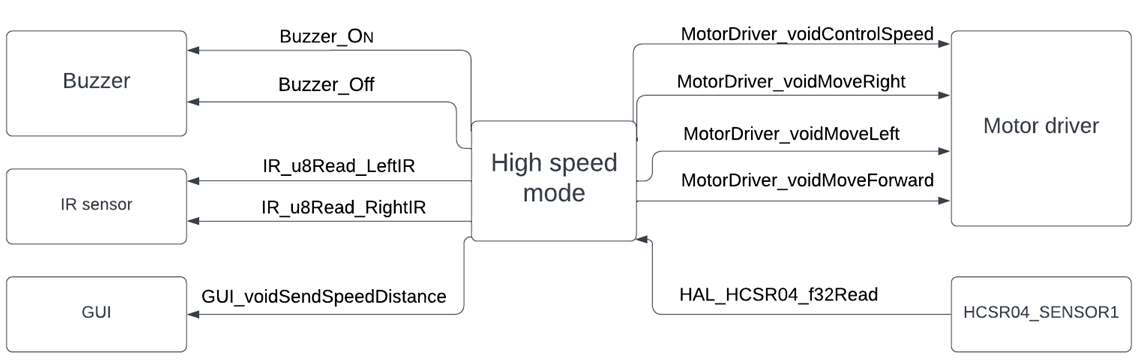 Buzzer_ON
MotorDriver_voidControlSpeed
Buzzer
MotorDriver_voidMoveRight
Buzzer_Off
Motor driver
MotorDriver_voidMoveLeft
High speed
mode
IR_u8Read_LeftIR
MotorDriver_voidMoveForward
IR sensor
IR_u8Read_RightIR
GUI_voidSendSpeedDistance
HAL_HCSR04_f32Read
GUI
HCSR04_SENSOR1